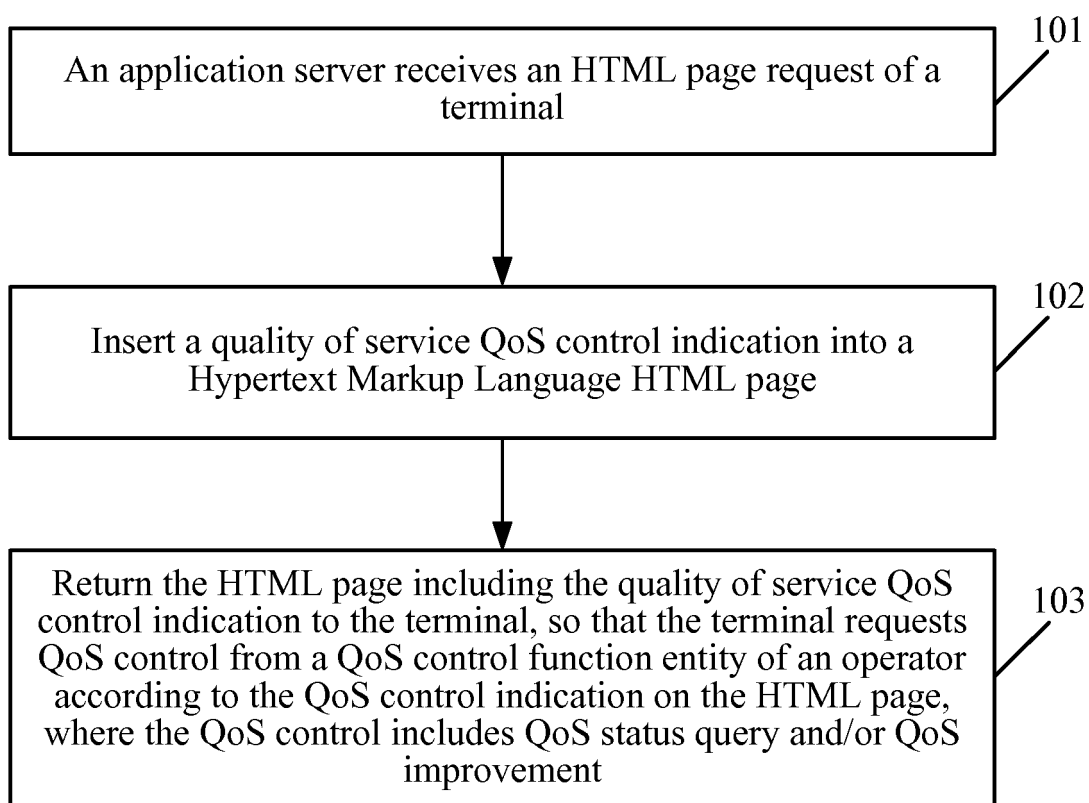 101
An application server receives an HTML page request of a
terminal
102
Insert a quality of service QoS control indication into a
Hypertext Markup Language HTML page
103
Return the HTML page including the quality of service QoS
control indication to the terminal, so that the terminal requests
QoS control from a QoS control function entity of an operator
according to the QoS control indication on the HTML page,
where the QoS control includes QoS status query and/or QoS
improvement